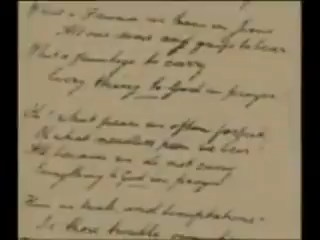 What a Friend we have in Jesus
All our sins and griefs to bear
What a privilege to carry
Every thing to God in prayer
Oh! what peace we often forfeit
Oh what needless pain we bear
All because we do not carry
Everything to God in prayer
Have we trials and temptations
Is there trouble